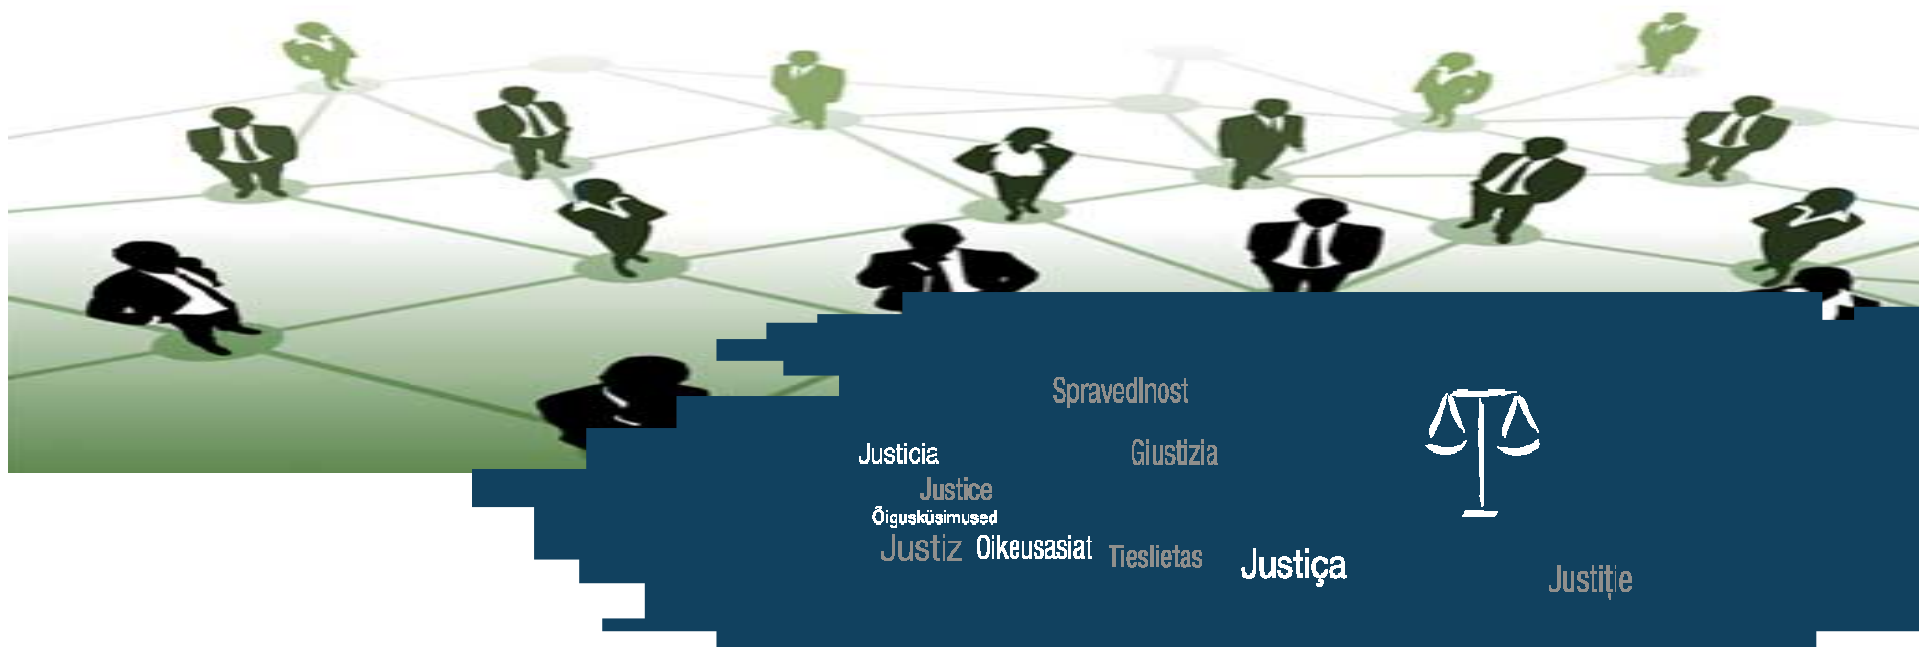 Spravedlnost
Justicia
Giustizia
Justice
Õigusküsimused
Justiz
Oikeusasiat
Tieslietas
Justiça
Justiție